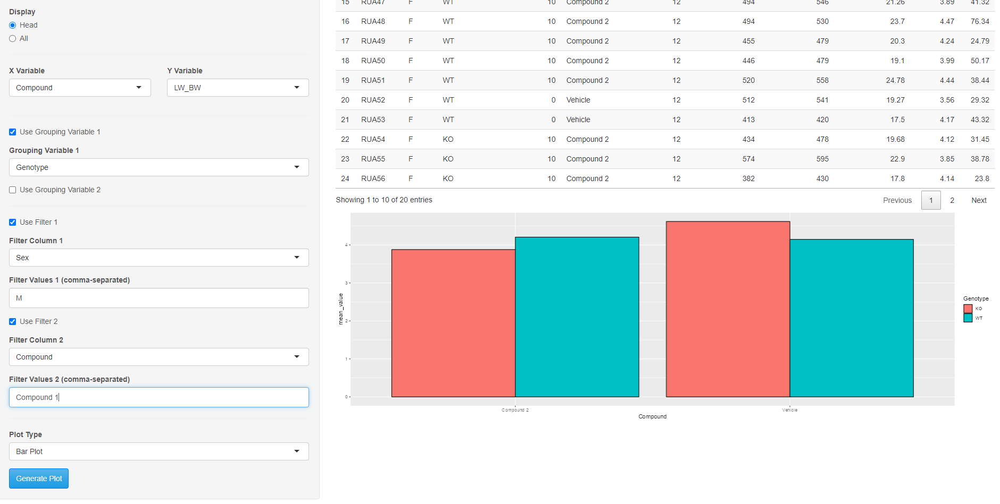 Display
Head
All
X Variable
Y Variable
Compound
LW_BW
Use Grouping Variable 1
Grouping Variable 1
Genotype
Use Grouping Variable 2
Use Filter 1
Filter Column 1
Sex
Filter Values 1 (comma-separated)
M
Use Filter 2
Filter Column 2
Compound
Filter Values 2 (comma-separated)
Compound 1
Plot Type
Bar Plot
Generate Plot
15 RUA47 F WT 10 Compound 2 12 494 546 21.26 3.89 41.32
16 RUA48 F WT 10 Compound 2 12 494 530 23.7 4.47 76.34
17 RUA49 F WT 10 Compound 2 12 455 479 20.3 4.24 24.79
18 RUA50 F WT 10 Compound 2 12 446 479 19.1 3.99 50.17
19 RUA51 F WT 10 Compound 2 12 520 558 24.78 4.44 38.44
20 RUA52 F WT 0 Vehicle 12 512 541 19.27 3.56 29.32
21 RUA53 F WT 0 Vehicle 12 413 420 17.5 4.17 43.32
22 RUA54 F KO 10 Compound 2 12 434 478 19.68 4.12 31.45
23 RUA55 F KO 10 Compound 2 12 574 595 22.9 3.85 38.78
24 RUA56 F KO 10 Compound 2 12 382 430 17.8 4.14 23.8
Showing 1 to 10 of 20 entries
Previous 1 2 Next
mean_value
4
3
2
1
0
Compound 2
Vehicle
Compound
Genotype
KO
WT